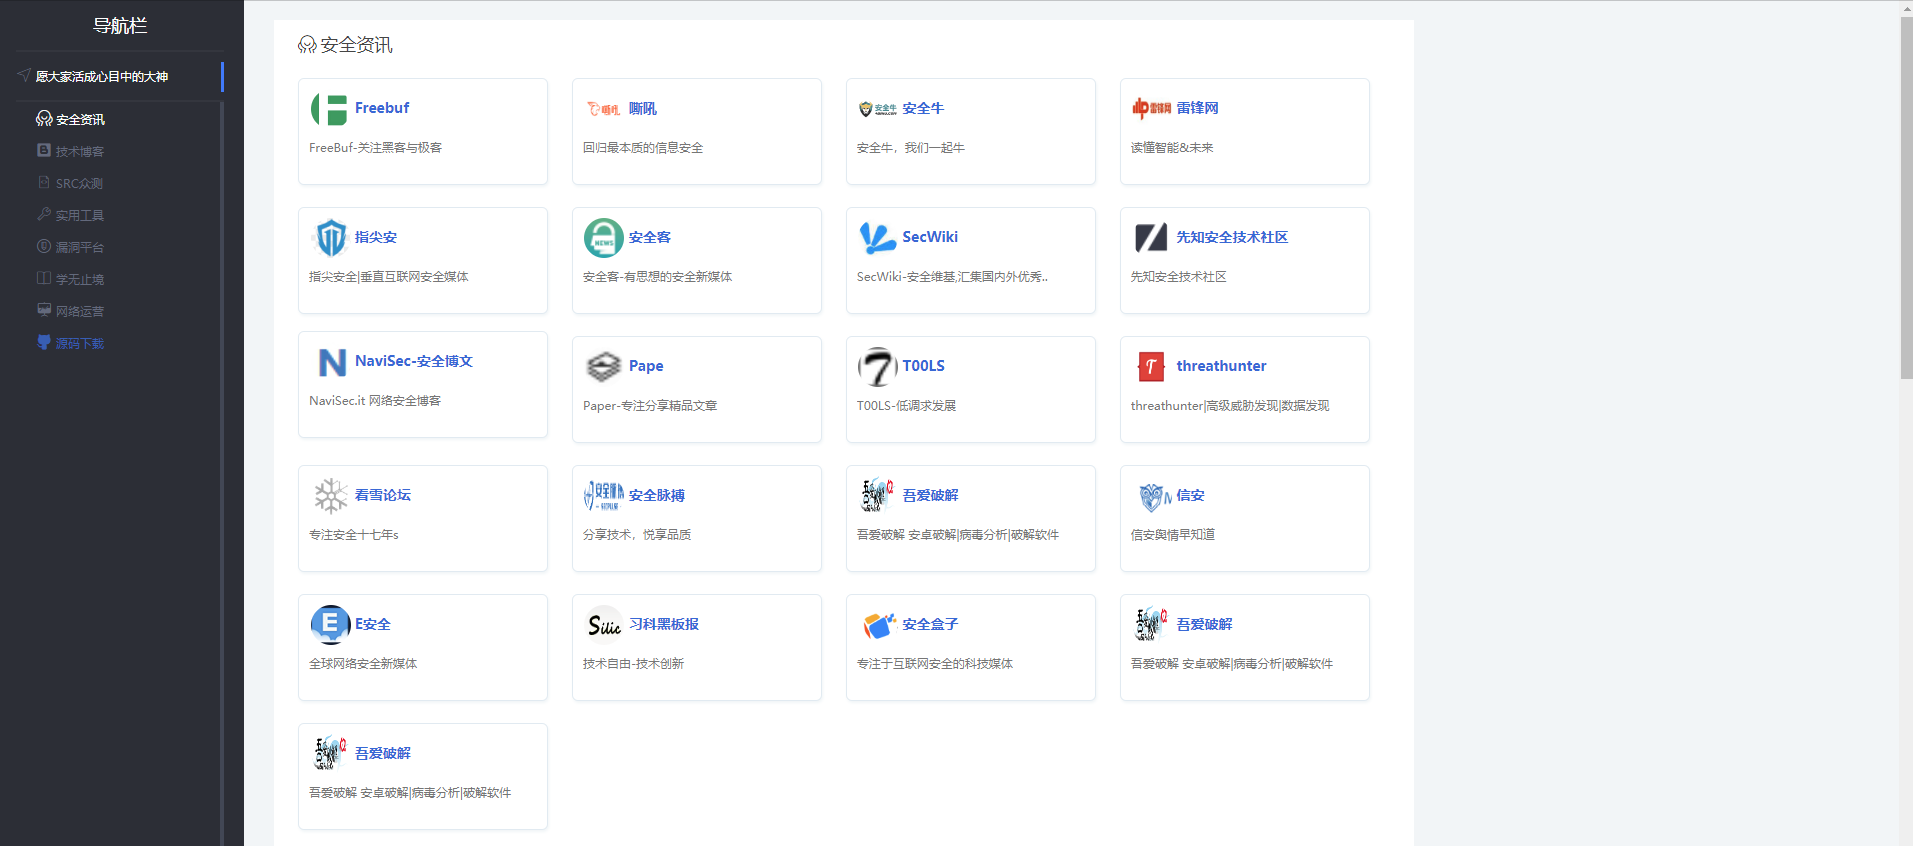 导航栏
愿大家活成心目中的大神
安全资讯
技术博客
SRC众测
实用工具
漏洞平台
学无止境
网络运营
源码下载
安全资讯
Freebuf
FreeBuf-关注黑客与极客
嘶吼
嘶吼
回归最本质的信息安全
安全牛
安全牛
安全牛，我们一起牛
雷锋网
雷锋网
读懂智能&未来
指尖安
指尖安全|垂直互联网安全媒体
NEWS
安全客
安全客-有思想的安全新媒体
SecWiki
SecWiki-安全维基,汇集国内外优秀..
先知安全技术社区
先知安全技术社区
N
NaviSec-安全博文
NaviSec.it 网络安全博客
Pape
Paper-专注分享精品文章
7
T00LS
T00LS-低调求发展
T
threathunter
threathunter|高级威胁发现|数据发现
看雪论坛
专注安全十七年s
安全脉搏
分享技术，悦享品质
吾爱破解
吾爱破解 安卓破解|病毒分析|破解软件
信安
信安舆情早知道
E
E安全
全球网络安全新媒体
Silic
习科黑板报
技术自由-技术创新
安全盒子
专注于互联网安全的科技媒体
吾爱破解
吾爱破解 安卓破解|病毒分析|破解软件
吾爱破解
吾爱破解 安卓破解|病毒分析|破解软件